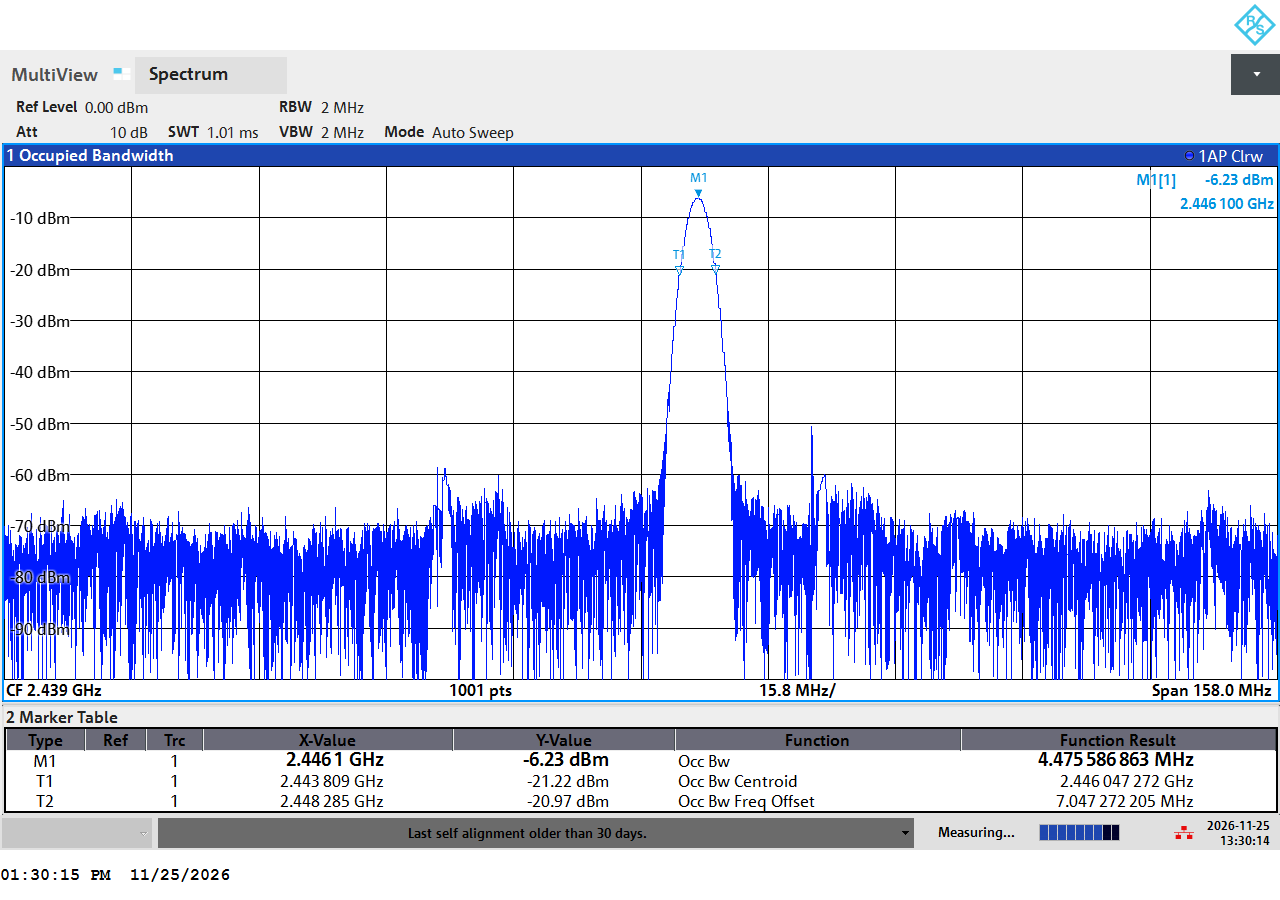 R S
MultiView Spectrum
Ref Level 0.00 dBm RBW 2 MHz
Att 10 dB SWT 1.01 ms VBW 2 MHz Mode Auto Sweep
1 Occupied Bandwidth 1AP Clrw
M1 M1[1] -6.23 dBm
2.446 100 GHz
-10 dBm
T1 T2
-20 dBm
-30 dBm
-40 dBm
-50 dBm
-60 dBm
-70 dBm
-80 dBm
-90 dBm
CF 2.439 GHz 1001 pts 15.8 MHz/ Span 158.0 MHz
2 Marker Table
Type Ref Trc X-Value Y-Value Function Function Result
M1 1 2.446 1 GHz -6.23 dBm Occ Bw 4.475 586 863 MHz
T1 1 2.443 809 GHz -21.22 dBm Occ Bw Centroid 2.446 047 272 GHz
T2 1 2.448 285 GHz -20.97 dBm Occ Bw Freq Offset 7.047 272 205 MHz
Last self alignment older than 30 days. Measuring... 2026-11-25
13:30:14
01:30:15 PM 11/25/2026